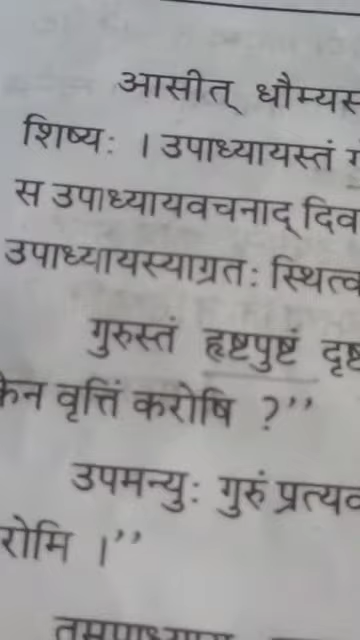 आसीत् धौम्यस
शिष्यः । उपाध्यायस्तं
स उपाध्यायवचनाद् दिव
उपाध्यायस्याग्रतः स्थित्व
गुरुस्तं हृष्टपुष्टं दृष्ट
केन वृत्तिं करोषि ?’’
उपमन्युः गुरुं प्रत्यव
रोमि ।’’